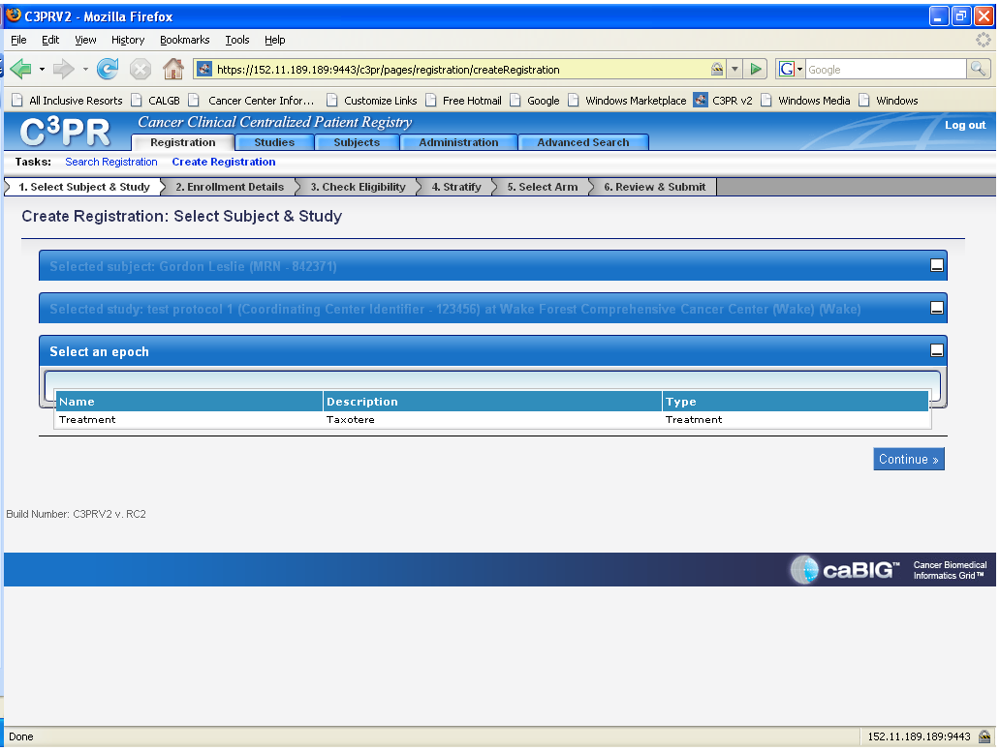 C3PRV2 - Mozilla Firefox
File Edit View History Bookmarks Tools Help
https://152.11.189.189:9443/c3pr/pages/registration/createRegistration
G Google
All Inclusive Resorts CALGB Cancer Center Infor... Customize Links Free Hotmail Google Windows Marketplace C3PR v2 Windows Media Windows
C3PR Cancer Clinical Centralized Patient Registry
Log out
Registration Studies Subjects Administration Advanced Search
Tasks: Search Registration Create Registration
1. Select Subject & Study 2. Enrollment Details 3. Check Eligibility 4. Stratify 5. Select Arm 6. Review & Submit
Create Registration: Select Subject & Study
Selected subject: Gordon Leslie (MRN - 842371)
Selected study: test protocol 1 (Coordinating Center Identifier - 123456) at Wake Forest Comprehensive Cancer Center (Wake) (Wake)
Select an epoch
Name Description Type
Treatment Taxotere Treatment
Continue »
Build Number: C3PRV2 v. RC2
caBIG™ Cancer Biomedical
Informatics Grid™
Done 152.11.189.189:9443